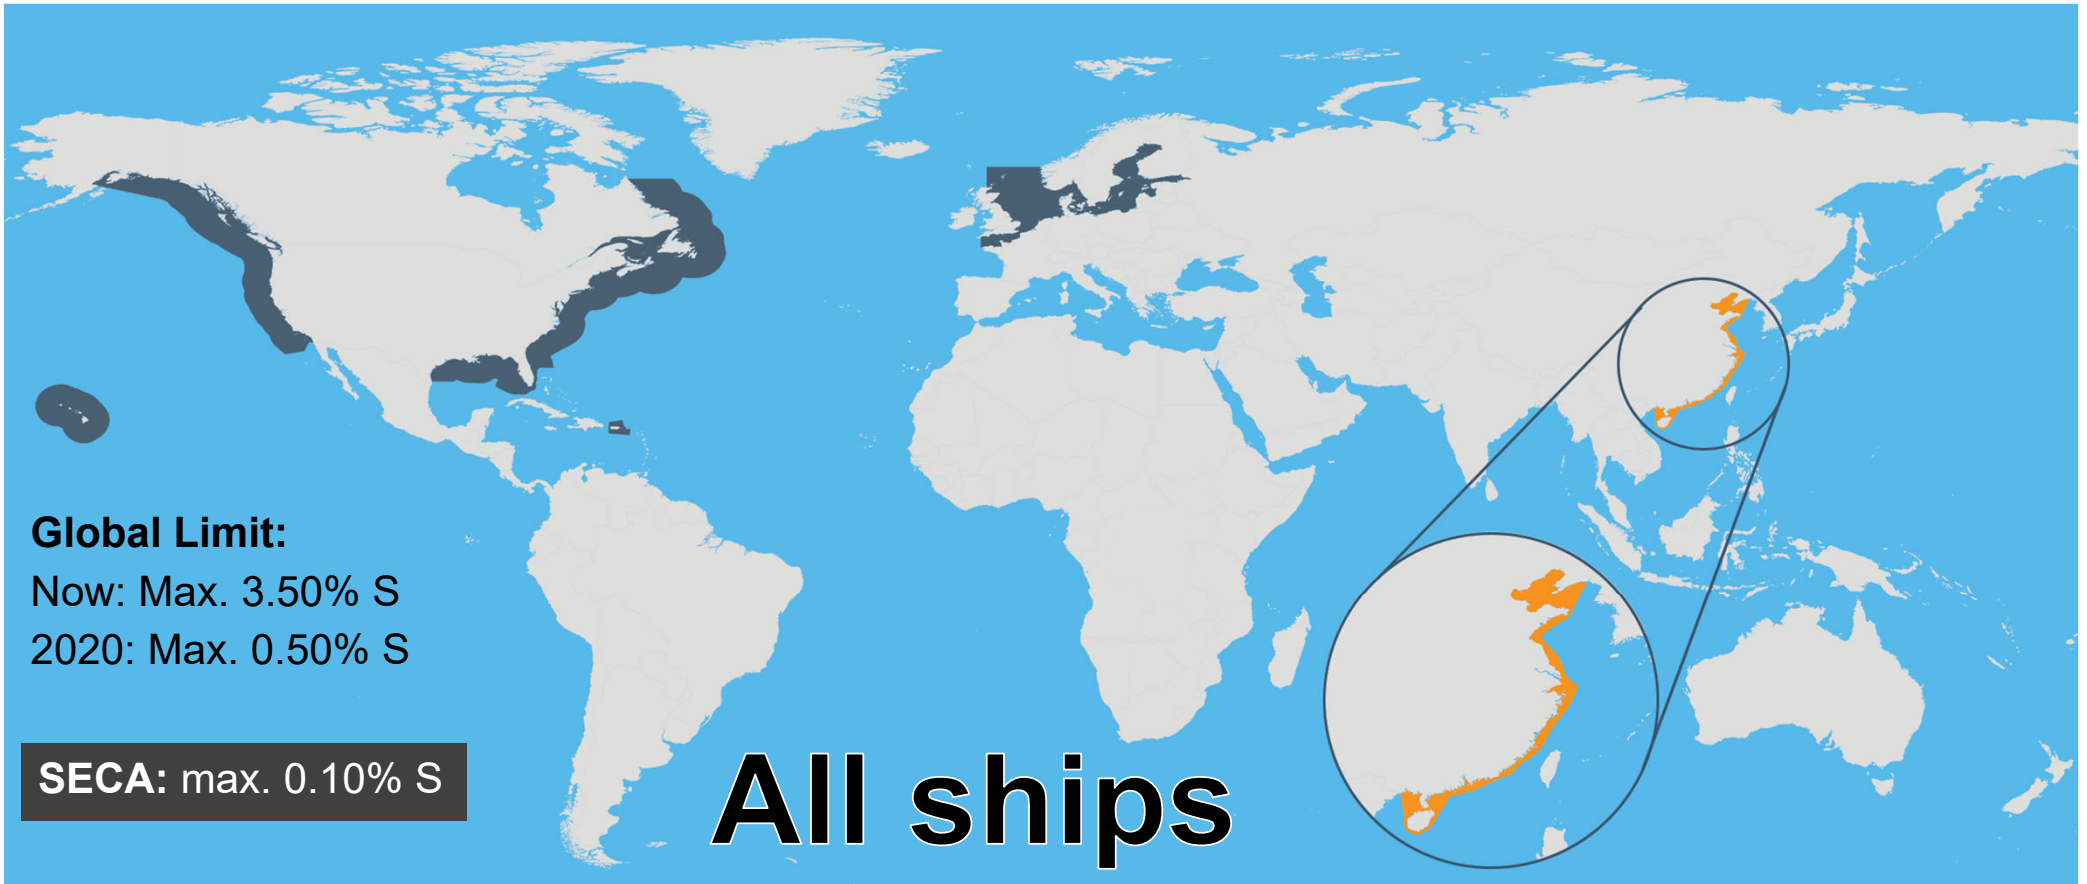 Global Limit:
Now: Max. 3.50% S
2020: Max. 0.50% S
SECA: max. 0.10% S
All ships